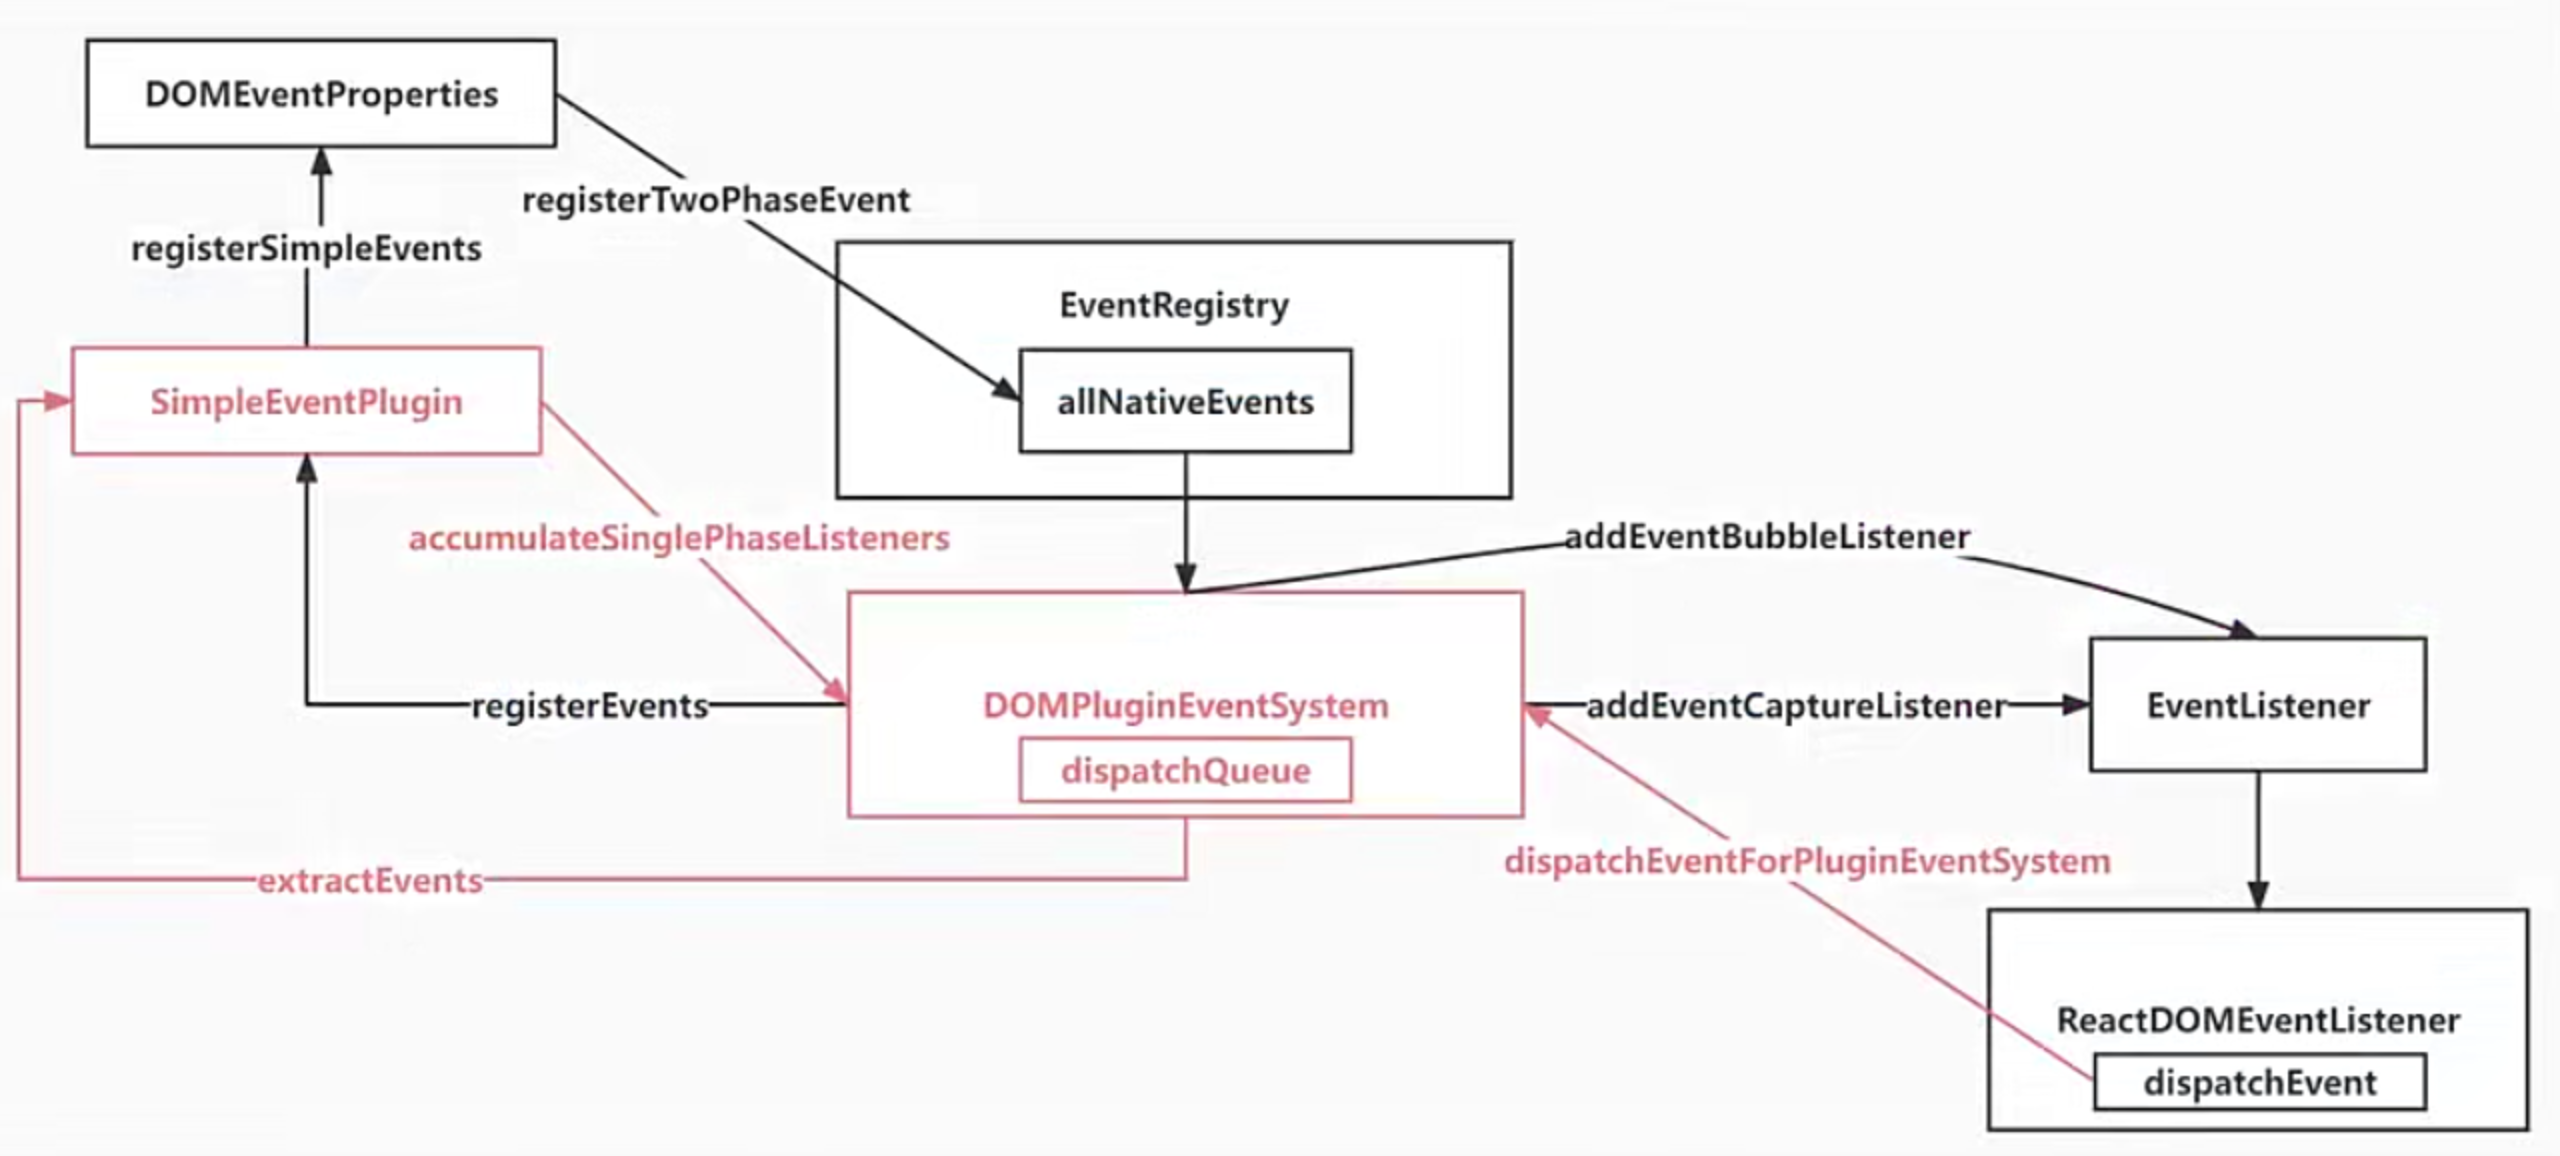 DOMEventProperties
registerTwoPhaseEvent
registerSimpleEvents
EventRegistry
SimpleEventPlugin
allNativeEvents
accumulateSinglePhaseListeners
addEventBubbleListener
registerEvents
DOMPluginEventSystem
addEventCaptureListener
EventListener
dispatchQueue
dispatchEventForPluginEventSystem
extractEvents
ReactDOMEventListener
dispatchEvent